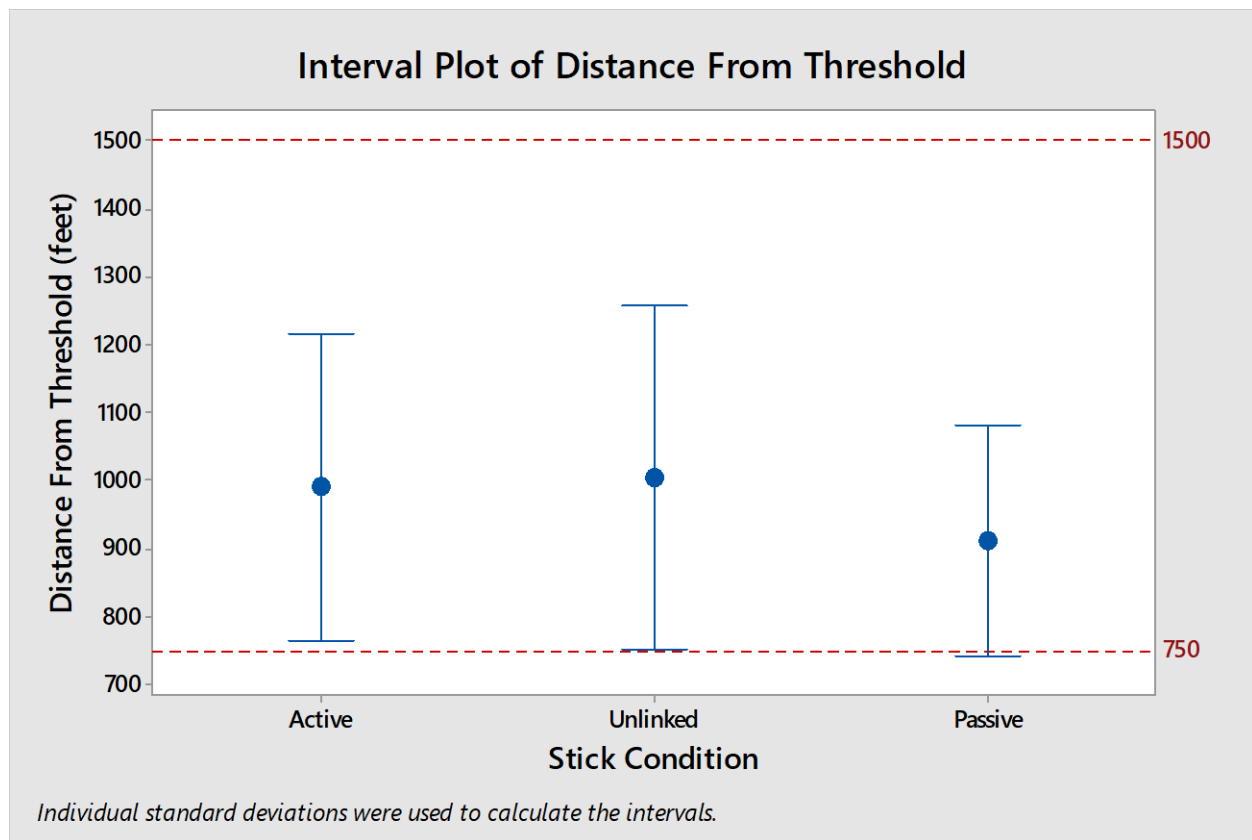 Interval Plot of Distance From Threshold
Distance From Threshold (feet)
1500
1400
1300
1200
1100
1000
900
800
700
1500
750
Active Unlinked Passive
Stick Condition
Individual standard deviations were used to calculate the intervals.